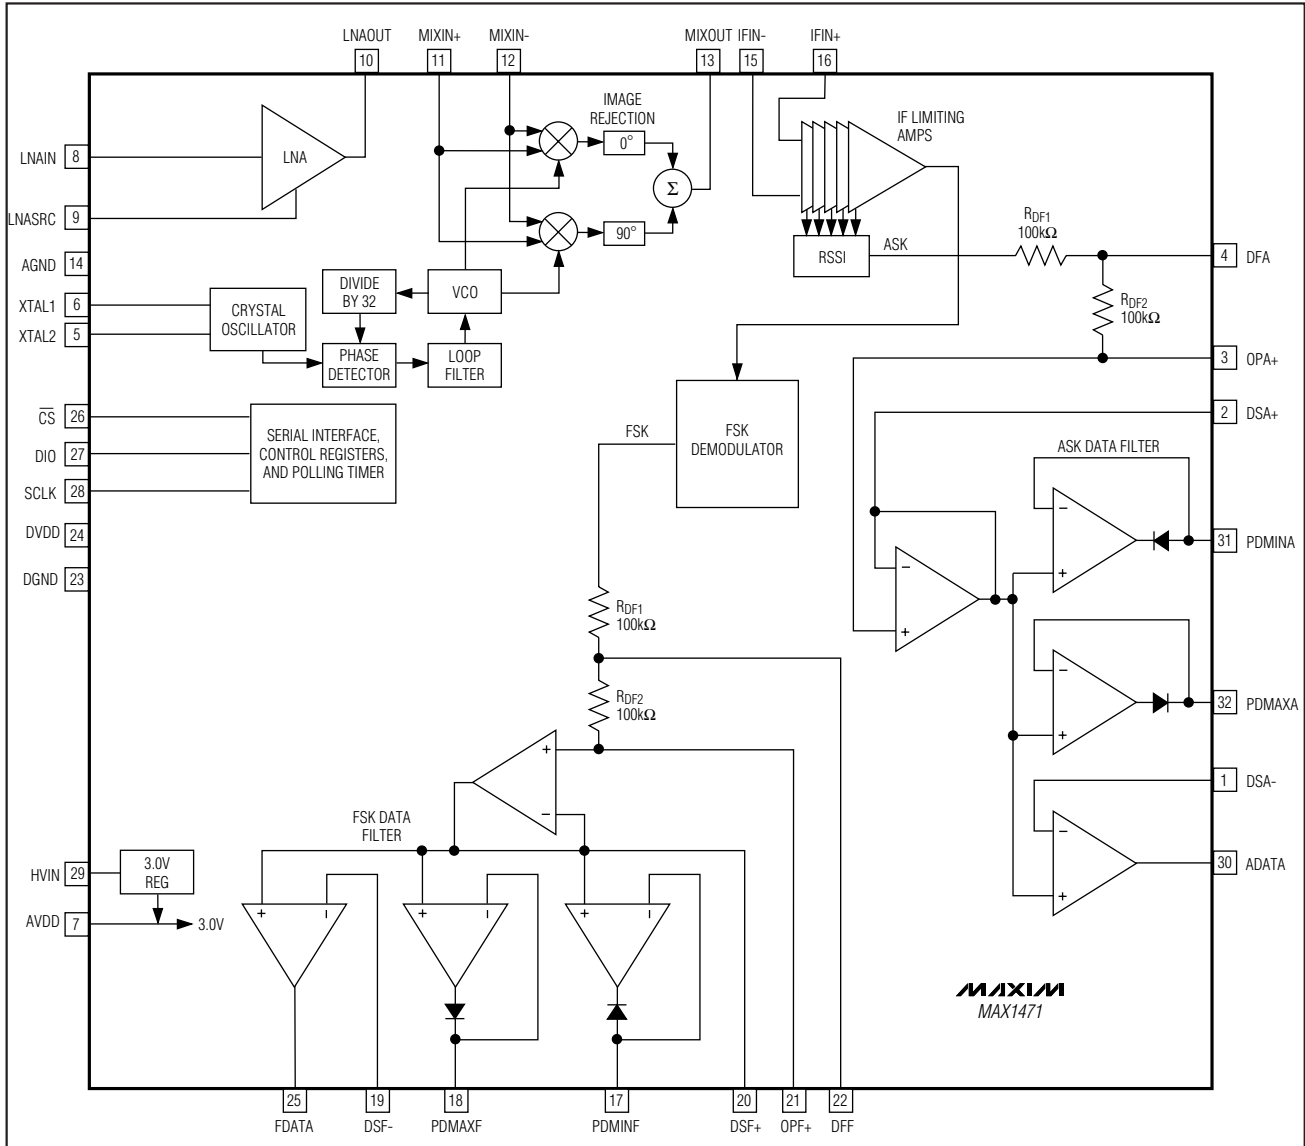 LNAOUT MIXIN+ MIXIN- MIXOUT IFIN- IFIN+
10 11 12 13 15 16
IMAGE
REJECTION
IF LIMITING
AMPS
LNAIN 8
LNA
0°
Σ
LNASRC 9
90°
RSSI
ASK
RDF1
100kΩ
4 DFA
AGND 14
DIVIDE
BY 32
VCO
XTAL1 6
XTAL2 5
CRYSTAL
OSCILLATOR
RDF2
100kΩ
PHASE
DETECTOR
LOOP
FILTER
3 OPA+
CS 26
DIO 27
SCLK 28
SERIAL INTERFACE,
CONTROL REGISTERS,
AND POLLING TIMER
FSK
FSK
DEMODULATOR
2 DSA+
ASK DATA FILTER
−
+
DVDD 24
DGND 23
−
+
31 PDMINA
RDF1
100kΩ
RDF2
100kΩ
−
+
32 PDMAXA
+
−
1 DSA-
FSK DATA
FILTER
−
+
30 ADATA
HVIN 29
3.0V
REG
AVDD 7
3.0V
+ − + − + −
MAXIM
MAX1471
25 19 18 17 20 21 22
FDATA DSF- PDMAXF PDMINF DSF+ OPF+ DFF